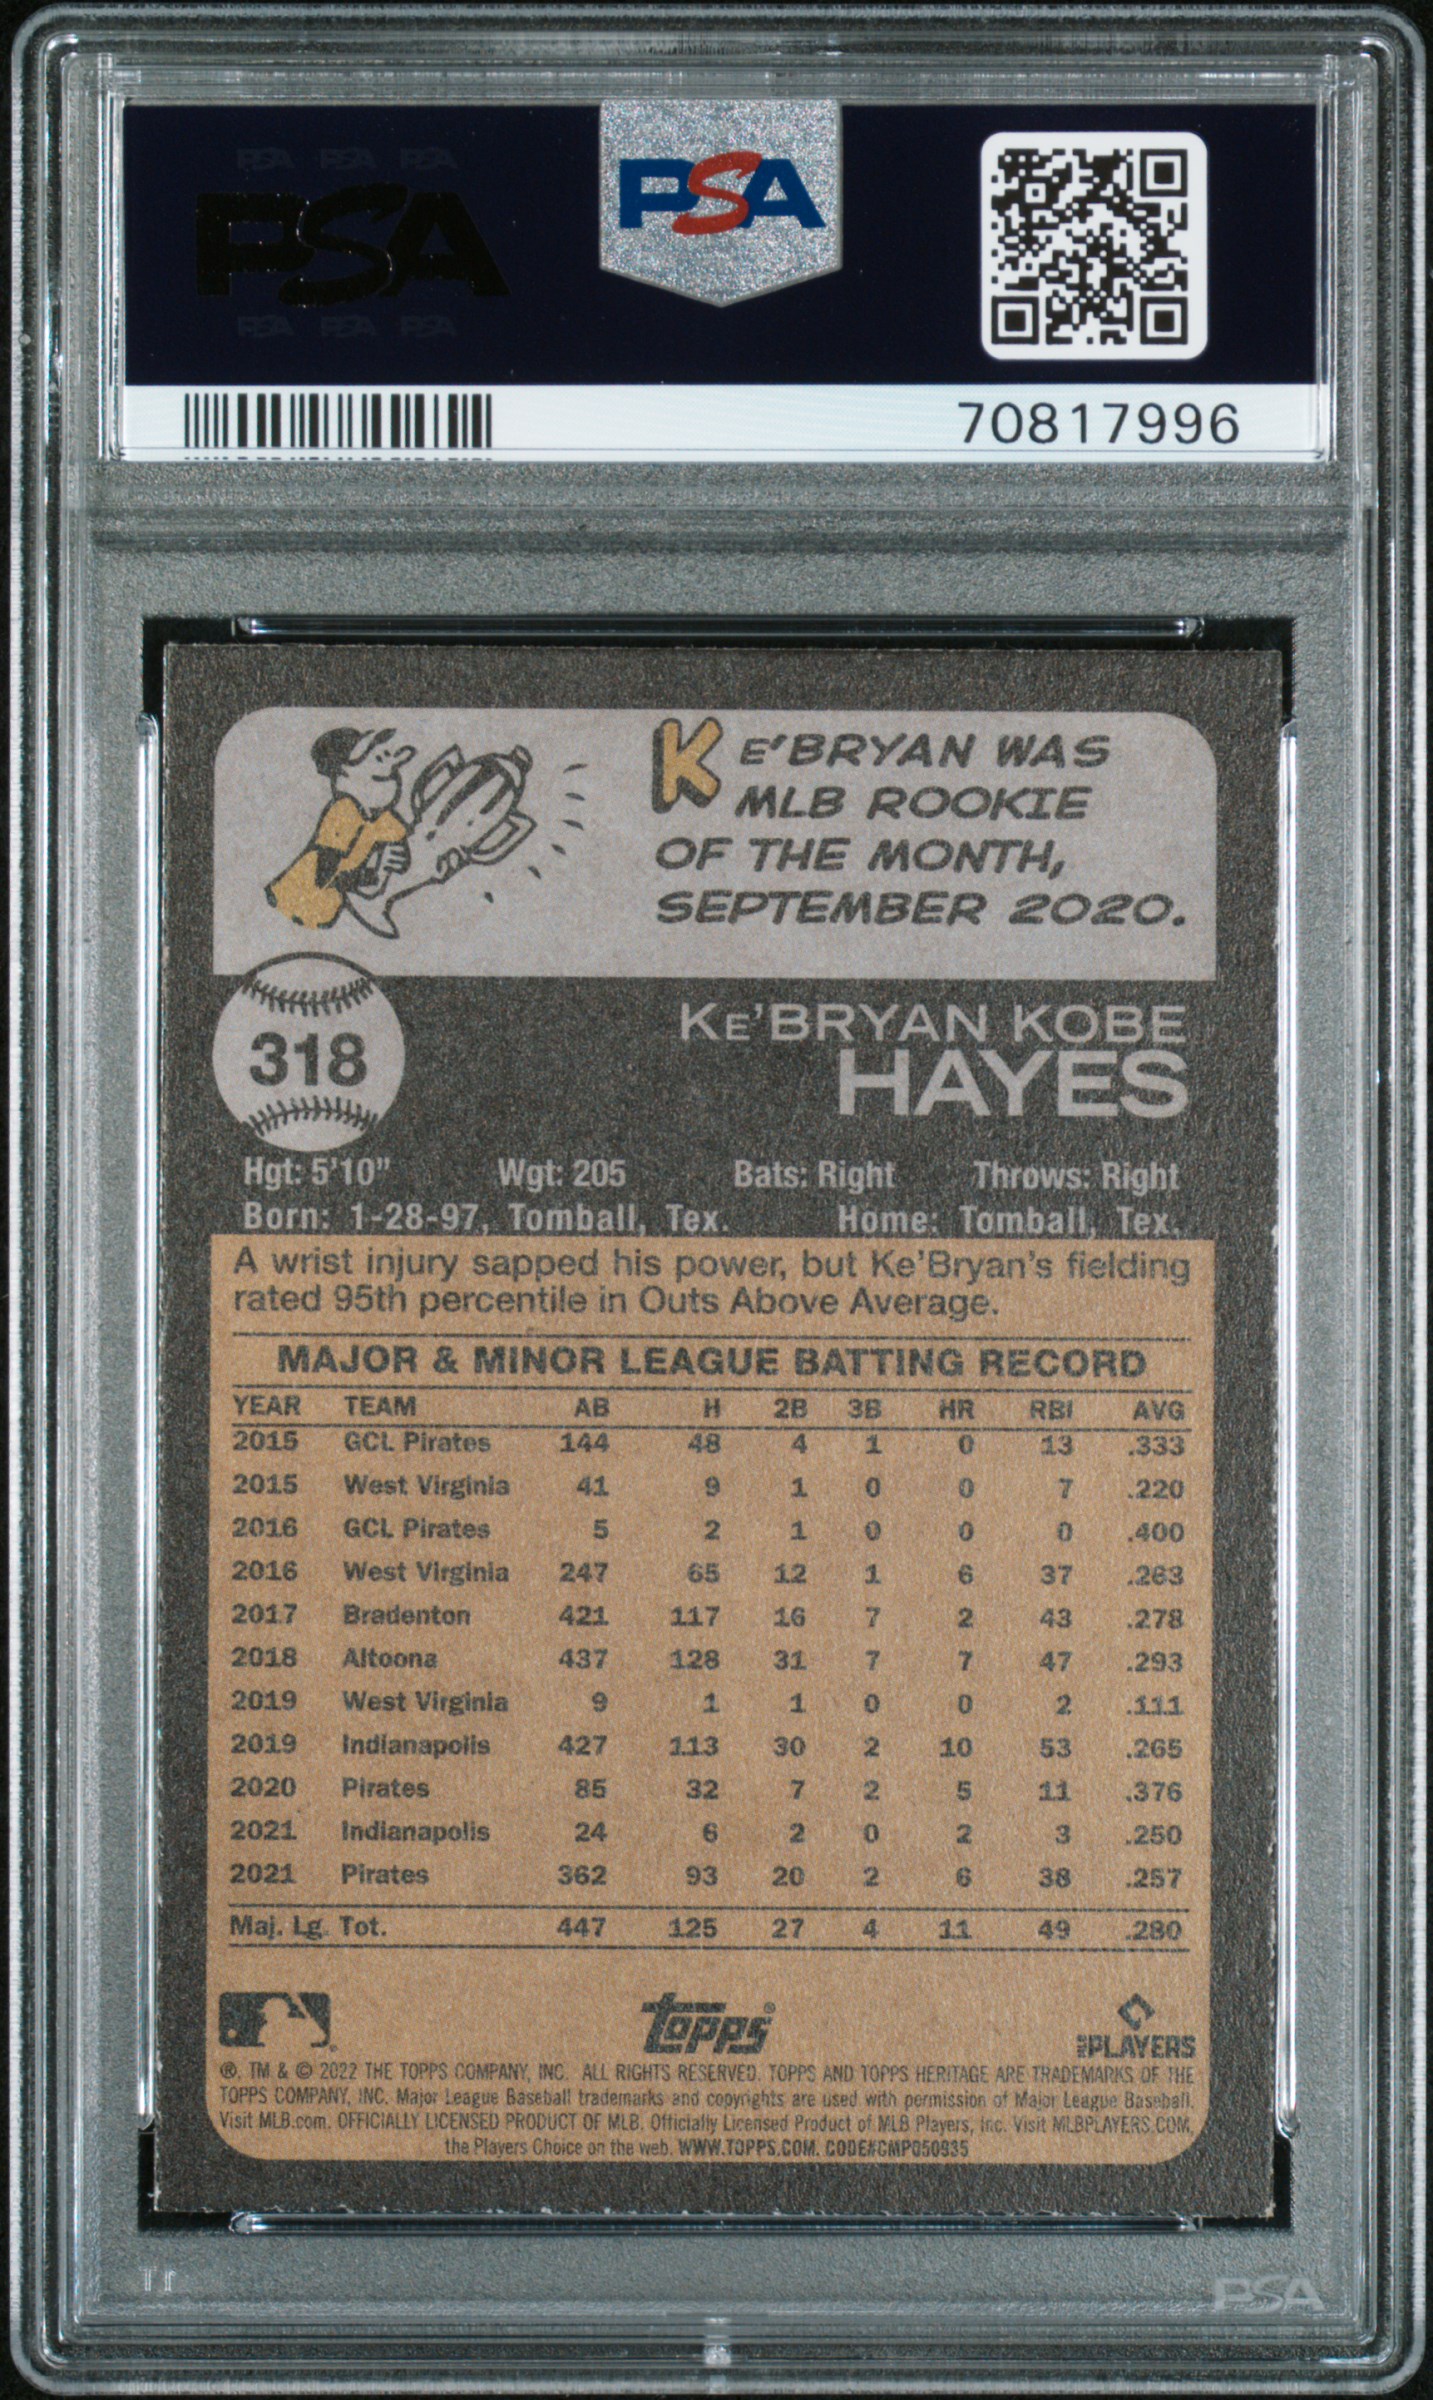 PSA PSA PSA
PSA
PSA PSA PSA
PSA
70817996
KE'BRYAN WAS
MLB ROOKIE
OF THE MONTH,
SEPTEMBER 2020.
318
KE'BRYAN KOBE
HAYES
Hgt: 5'10" Wgt: 205 Bats: Right Throws: Right
Born: 1-28-97, Tomball, Tex. Home: Tomball, Tex.
A wrist injury sapped his power, but Ke'Bryan's fielding
rated 95th percentile in Outs Above Average.
MAJOR & MINOR LEAGUE BATTING RECORD
YEAR TEAM AB H 2B 3B HR RBI AVG
2015 GCL Pirates 144 48 4 1 0 13 .333
2015 West Virginia 41 9 1 0 0 7 .220
2016 GCL Pirates 5 2 1 0 0 0 .400
2016 West Virginia 247 65 12 1 6 37 .263
2017 Bradenton 421 117 16 7 2 43 .278
2018 Altoona 437 128 31 7 7 47 .293
2019 West Virginia 9 1 1 0 0 2 .111
2019 Indianapolis 427 113 30 2 10 53 .265
2020 Pirates 85 32 7 2 5 11 .376
2021 Indianapolis 24 6 2 0 2 3 .250
2021 Pirates 362 93 20 2 6 38 .257
Maj. Lg. Tot. 447 125 27 4 11 49 .280
topps®
MLB PLAYERS
®, TM & © 2022 THE TOPPS COMPANY, INC. ALL RIGHTS RESERVED. TOPPS AND TOPPS HERITAGE ARE TRADEMARKS OF THE
TOPPS COMPANY, INC. Major League Baseball trademarks and copyrights are used with permission of Major League Baseball.
Visit MLB.com. OFFICIALLY LICENSED PRODUCT OF MLB. Officially Licensed Product of MLB Players, Inc. Visit MLBPLAYERS.COM,
the Players Choice on the web. WWW.TOPPS.COM. CODE#CMP050935
PSA